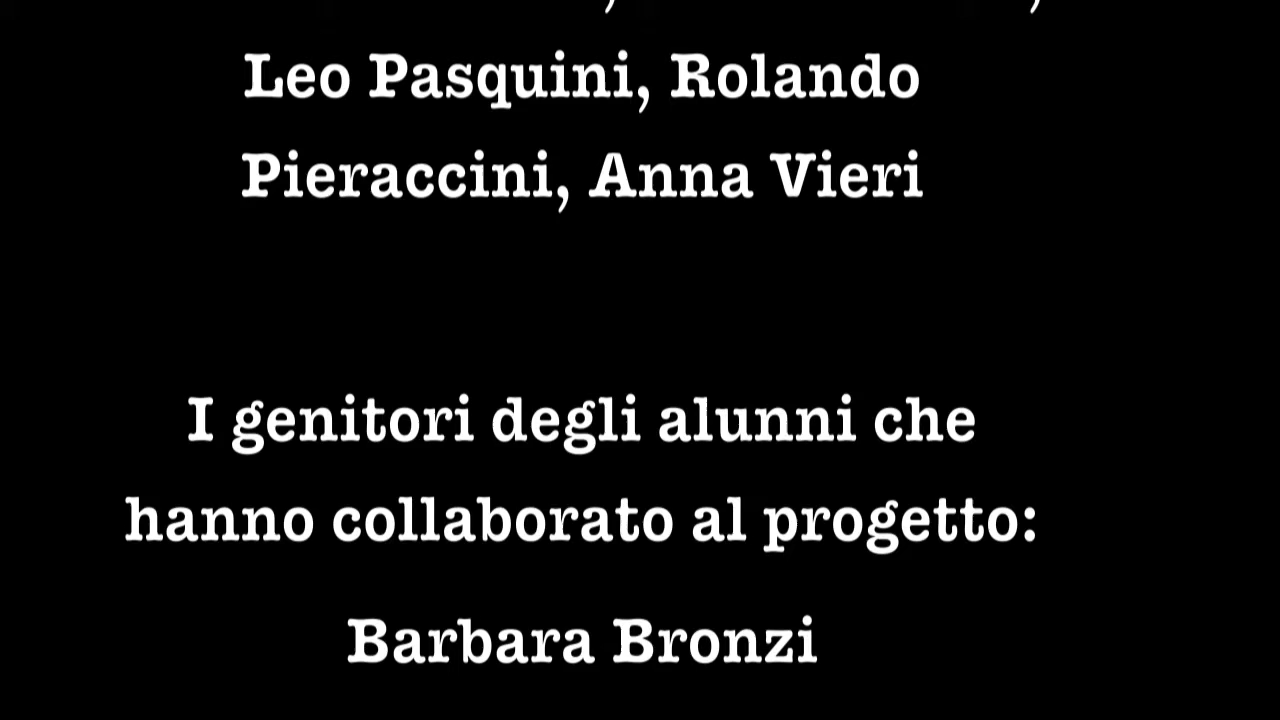 Leo Pasquini, Rolando
Pieraccini, Anna Vieri
I genitori degli alunni che
hanno collaborato al progetto:
Barbara Bronzi